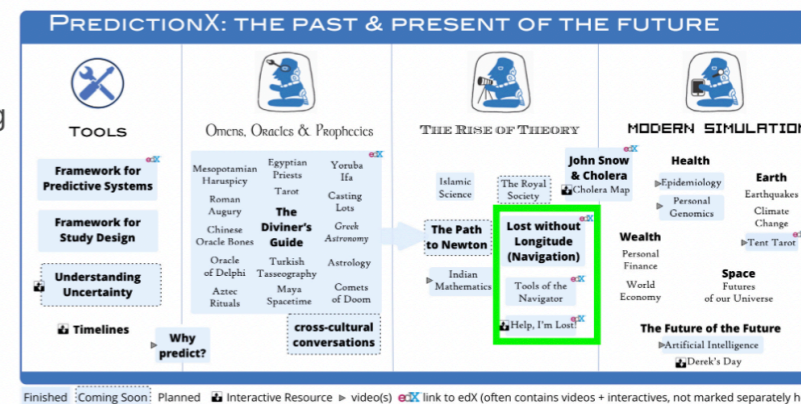 PredictionX: the past & present of the future
Tools
Framework for
Predictive Systems
edX
Framework for
Study Design
Understanding
Uncertainty
Timelines
Why
predict?
Omens, Oracles & Prophecies
edX
Mesopotamian
Haruspicy
Roman
Augury
Chinese
Oracle Bones
Oracle
of Delphi
Aztec
Rituals
Egyptian
Priests
Tarot
The
Diviner's
Guide
Turkish
Tasseography
Maya
Spacetime
Yoruba
Ifa
Casting
Lots
Greek
Astronomy
Astrology
Comets
of Doom
cross-cultural
conversations
The Rise of Theory
Islamic
Science
The Royal
Society
John Snow
& Cholera
edX
Cholera Map
The Path
to Newton
Indian
Mathematics
Lost without
Longitude
(Navigation)
edX
Tools of the
Navigator
edX
Help, I'm Lost!
edX
Modern Simulation
Health
Epidemiology
Personal
Genomics
Wealth
Personal
Finance
World
Economy
Earth
Earthquakes
Climate
Change
Tent Tarot
Space
Futures
of our Universe
The Future of the Future
Artificial Intelligence
Derek's Day
Finished Coming Soon Planned Interactive Resource video(s) edX link to edX (often contains videos + interactives, not marked separately h